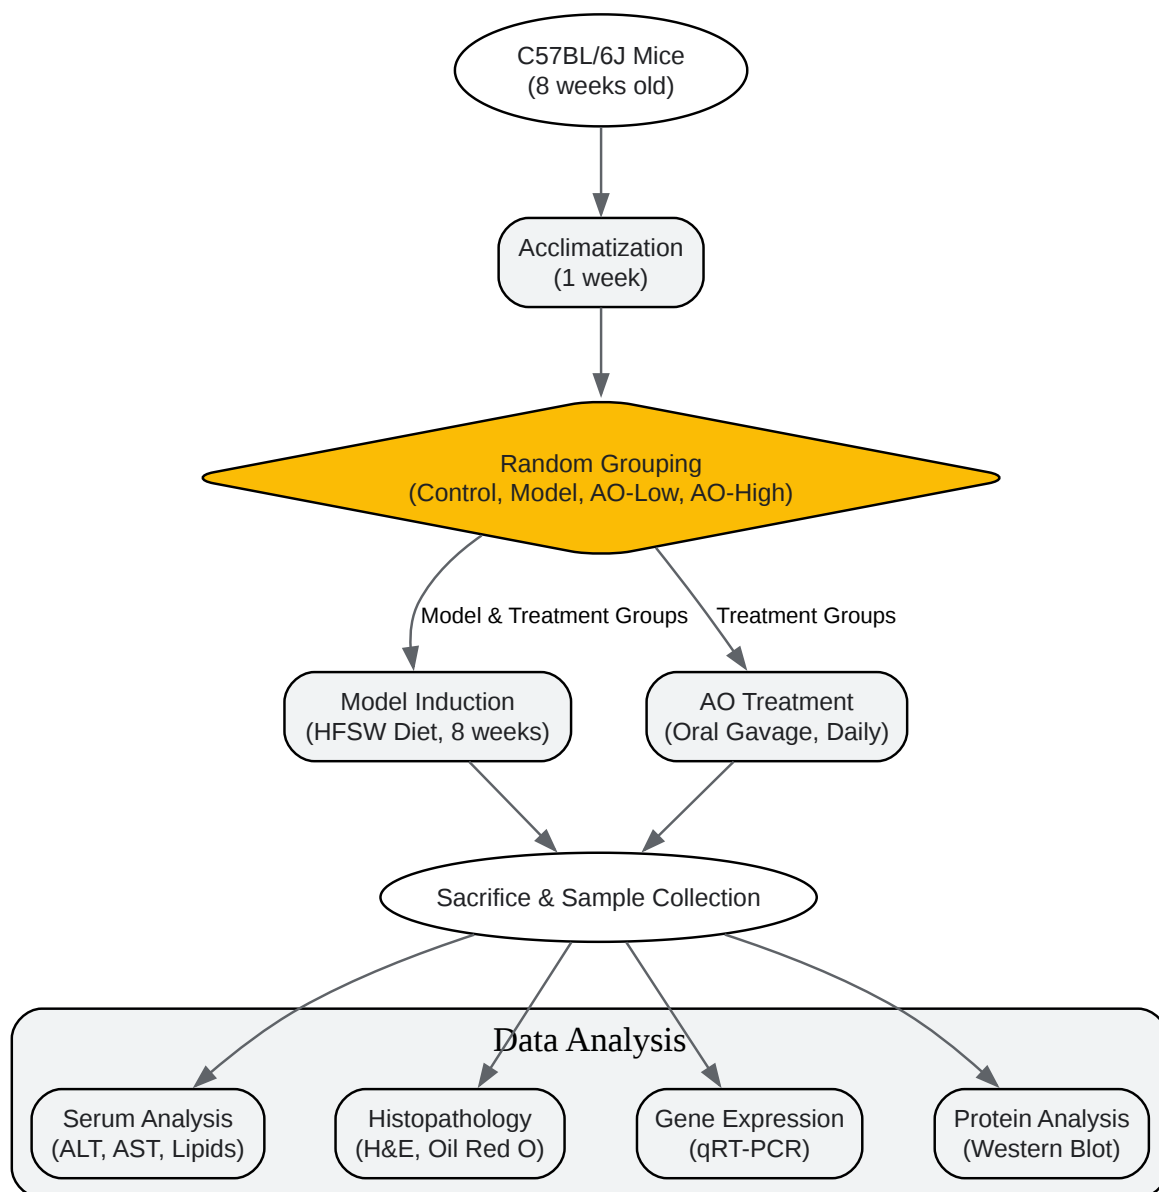 C57BL/6J Mice
(8 weeks old)
Acclimatization
(1 week)
Random Grouping
(Control, Model, AO-Low, AO-High)
Model & Treatment Groups
Treatment Groups
Model Induction
(HFSW Diet, 8 weeks)
AO Treatment
(Oral Gavage, Daily)
Sacrifice & Sample Collection
Data Analysis
Serum Analysis
(ALT, AST, Lipids)
Histopathology
(H&E, Oil Red O)
Gene Expression
(qRT-PCR)
Protein Analysis
(Western Blot)